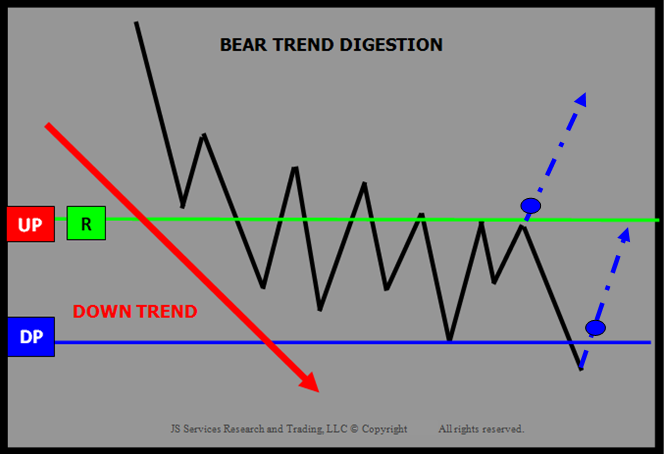 BEAR TREND DIGESTION
UP
R
DOWN TREND
DP
JS Services Research and Trading, LLC © Copyright All rights reserved.